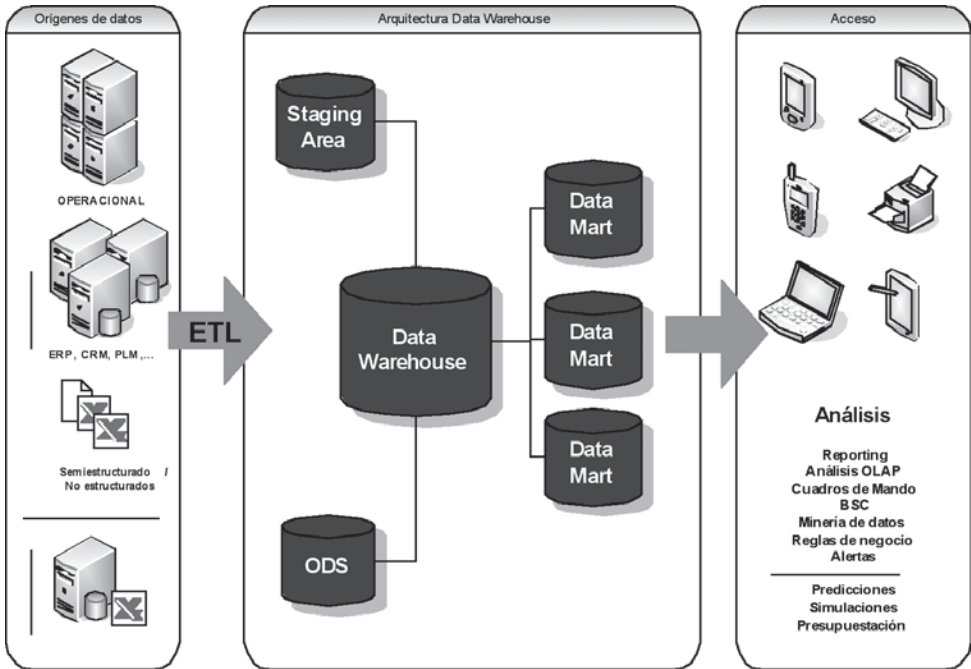 Orígenes de datos
OPERACIONAL
ERP, CRM, PLM,...
Semiestructurado /
No estructurados
ETL
Arquitectura Data Warehouse
Staging
Area
Data
Warehouse
ODS
Data
Mart
Data
Mart
Data
Mart
Acceso
Análisis
Reporting
Análisis OLAP
Cuadros de Mando
BSC
Minería de datos
Reglas de negocio
Alertas
Predicciones
Simulaciones
Presupuestación